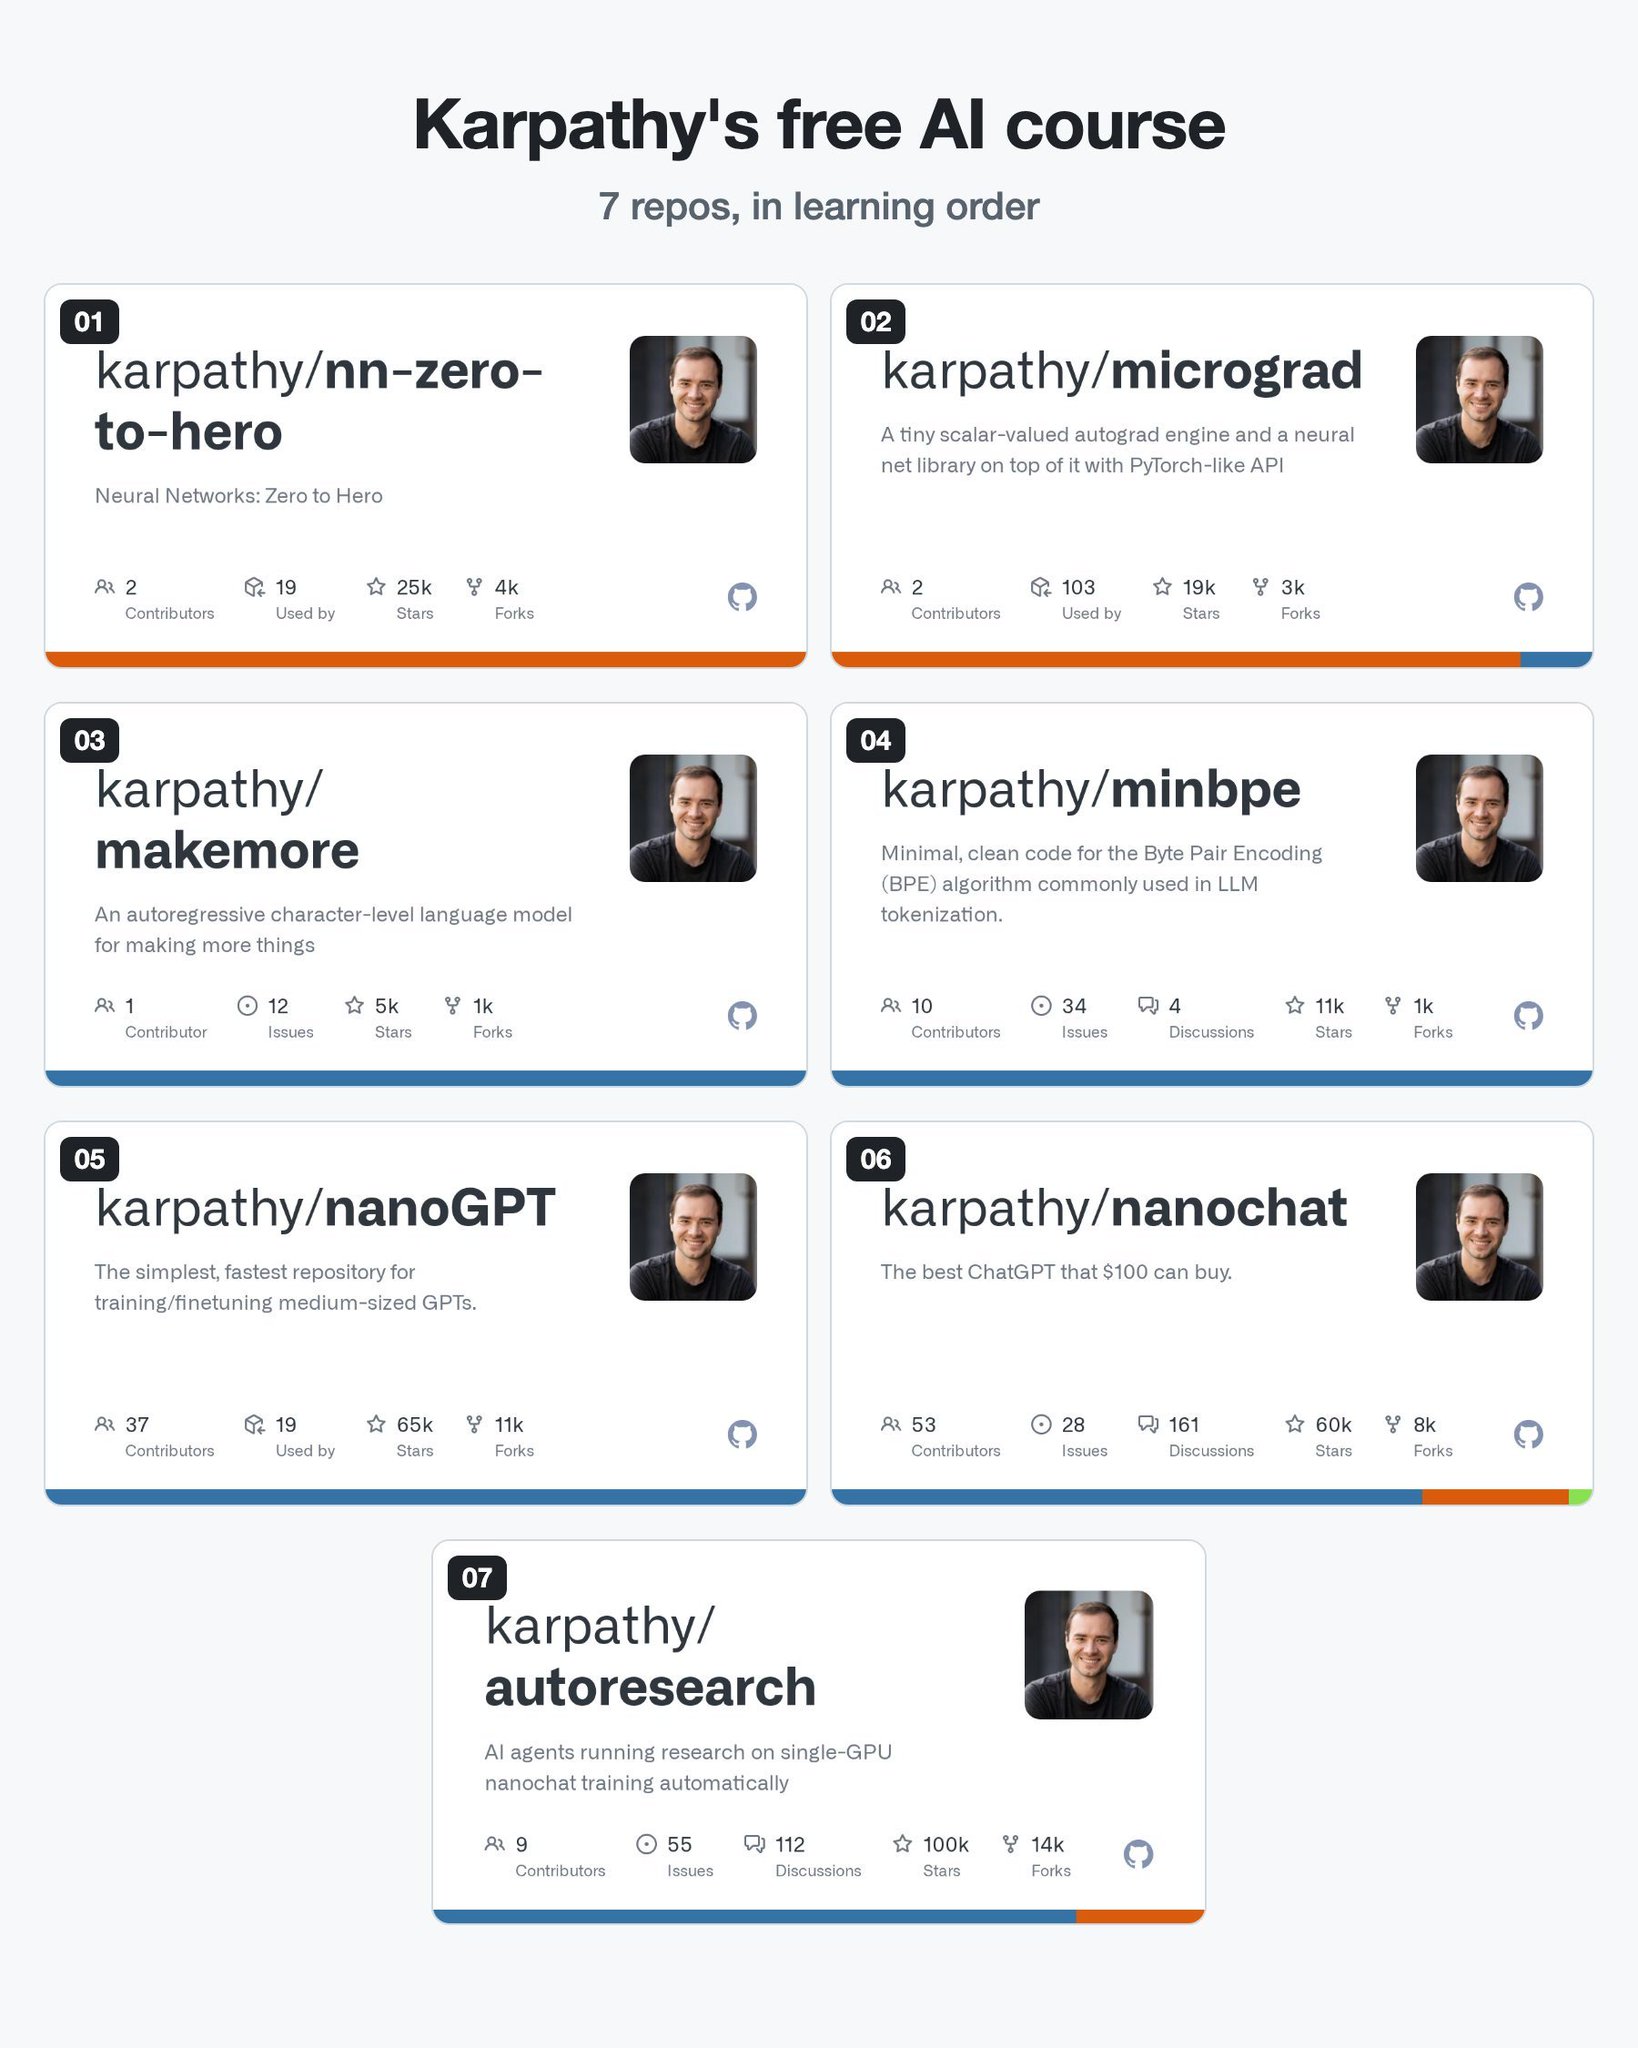 Karpathy's free AI course
7 repos, in learning order
01
karpathy/nn-zero-
to-hero
Neural Networks: Zero to Hero
2 19 25k 4k
Contributors Used by Stars Forks
02
karpathy/micrograd
A tiny scalar-valued autograd engine and a neural
net library on top of it with PyTorch-like API
2 103 19k 3k
Contributors Used by Stars Forks
03
karpathy/
makemore
An autoregressive character-level language model
for making more things
1 12 5k 1k
Contributor Issues Stars Forks
04
karpathy/minbpe
Minimal, clean code for the Byte Pair Encoding
(BPE) algorithm commonly used in LLM
tokenization.
10 34 4 11k 1k
Contributors Issues Discussions Stars Forks
05
karpathy/nanoGPT
The simplest, fastest repository for
training/finetuning medium-sized GPTs.
37 19 65k 11k
Contributors Used by Stars Forks
06
karpathy/nanochat
The best ChatGPT that $100 can buy.
53 28 161 60k 8k
Contributors Issues Discussions Stars Forks
07
karpathy/
autoresearch
AI agents running research on single-GPU
nanochat training automatically
9 55 112 100k 14k
Contributors Issues Discussions Stars Forks